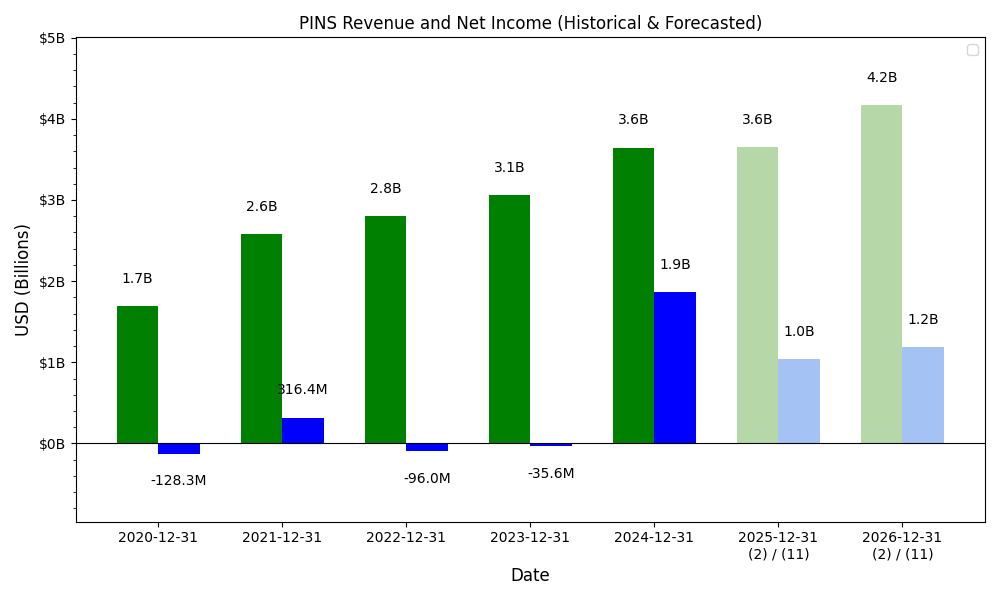 PINS Revenue and Net Income (Historical & Forecasted)
USD (Billions)
$5B
$4B
$3B
$2B
$1B
$0B
1.7B
-128.3M
2.6B
316.4M
2.8B
-96.0M
3.1B
-35.6M
3.6B
1.9B
3.6B
1.0B
4.2B
1.2B
2020-12-31
2021-12-31
2022-12-31
2023-12-31
2024-12-31
2025-12-31
(2) / (11)
2026-12-31
(2) / (11)
Date